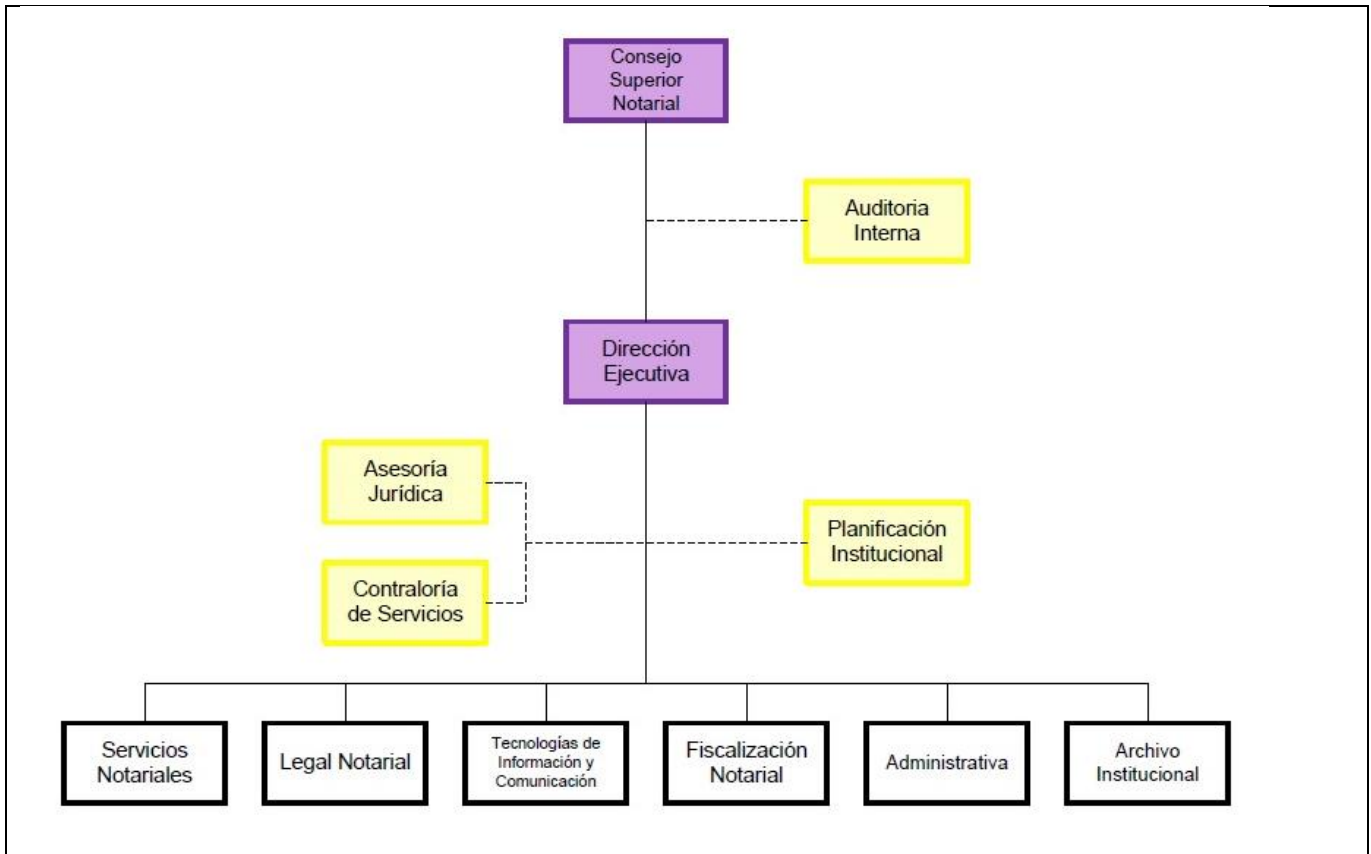 Consejo
Superior
Notarial
Auditoria
Interna
Dirección
Ejecutiva
Asesoría
Jurídica
Planificación
Institucional
Contraloría
de Servicios
Servicios
Notariales
Legal Notarial
Tecnologías de
Información y
Comunicación
Fiscalización
Notarial
Administrativa
Archivo
Institucional